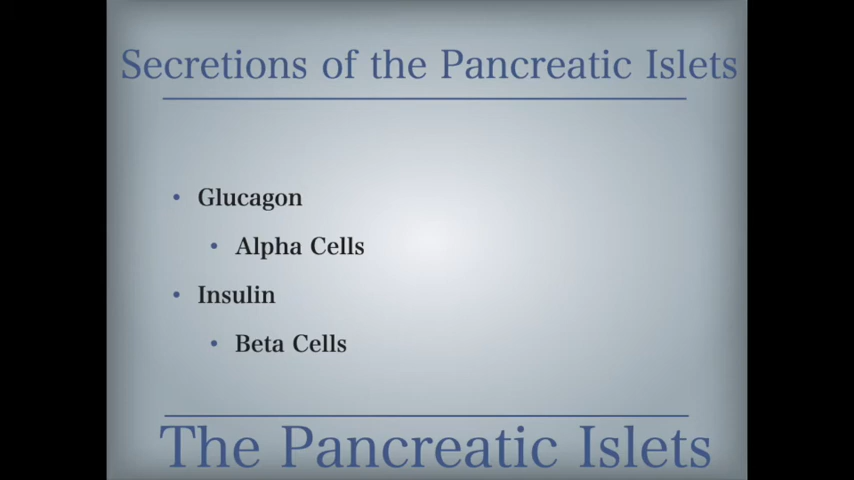 Secretions of the Pancreatic Islets
• Glucagon
• Alpha Cells
• Insulin
• Beta Cells
The Pancreatic Islets